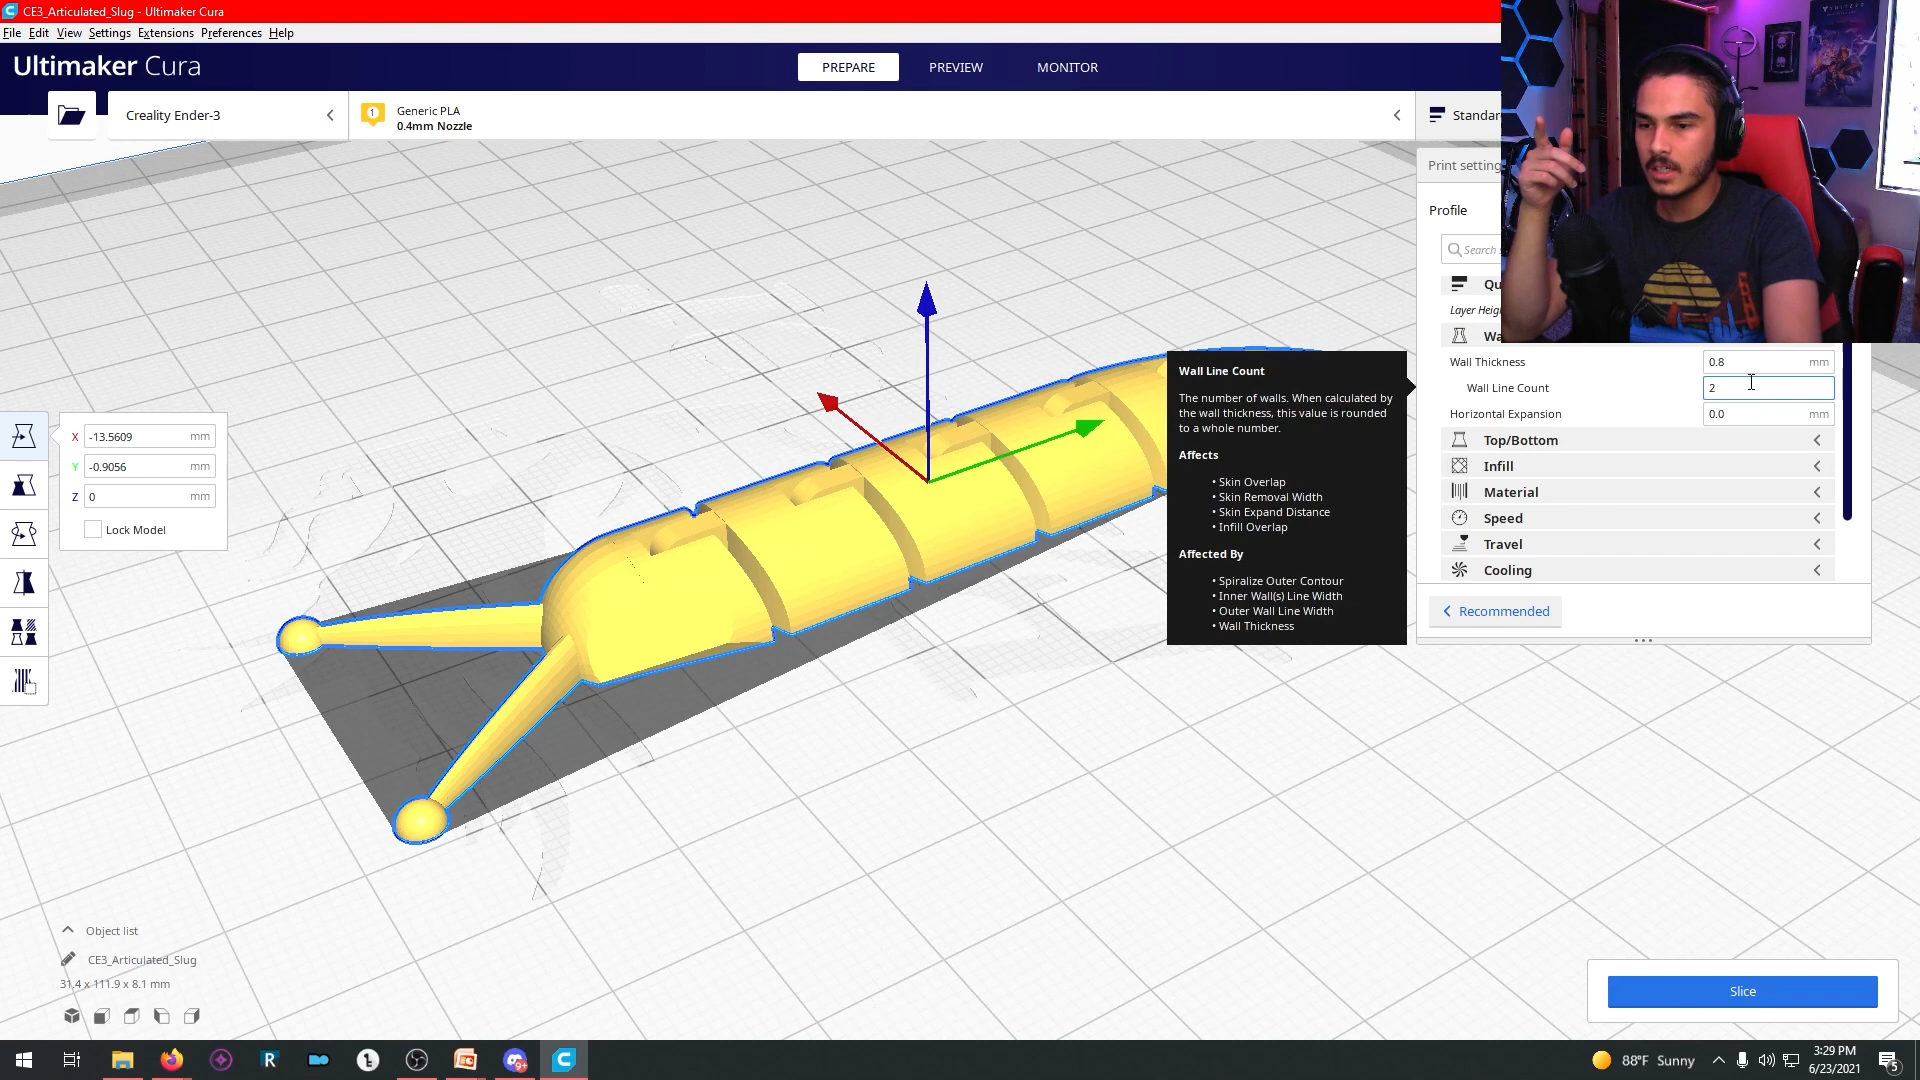 CE3_Articulated_Slug - Ultimaker Cura
File Edit View Settings Extensions Preferences Help
Ultimaker Cura
PREPARE
PREVIEW
MONITOR
Creality Ender-3
1
Generic PLA
0.4mm Nozzle
Standar
Print setting
Profile
Search
Qu
Layer Heig
Wa
Wall Thickness
0.8 mm
Wall Line Count
2
Horizontal Expansion
0.0 mm
Top/Bottom
Infill
Material
Speed
Travel
Cooling
Recommended
Wall Line Count
The number of walls. When calculated by
the wall thickness, this value is rounded
to a whole number.
Affects
• Skin Overlap
• Skin Removal Width
• Skin Expand Distance
• Infill Overlap
Affected By
• Spiralize Outer Contour
• Inner Wall(s) Line Width
• Outer Wall Line Width
• Wall Thickness
X -13.5609 mm
Y -0.9056 mm
Z 0 mm
Lock Model
Object list
CE3_Articulated_Slug
31.4 x 111.9 x 8.1 mm
Slice
88°F Sunny
3:29 PM
6/23/2021
5